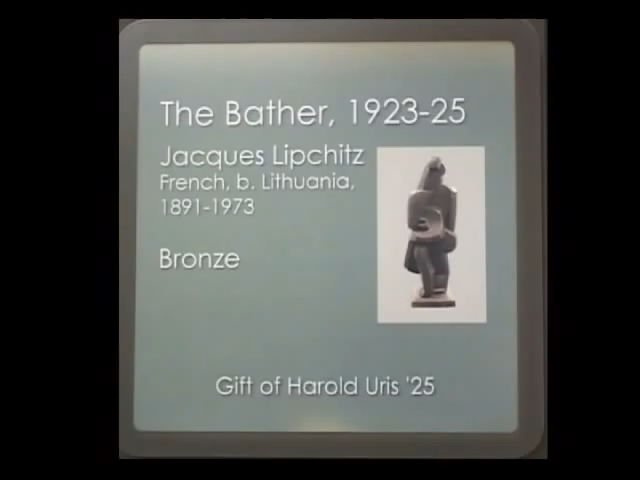 The Bather, 1923-25
Jacques Lipchitz
French, b. Lithuania,
1891-1973
Bronze
Gift of Harold Uris '25